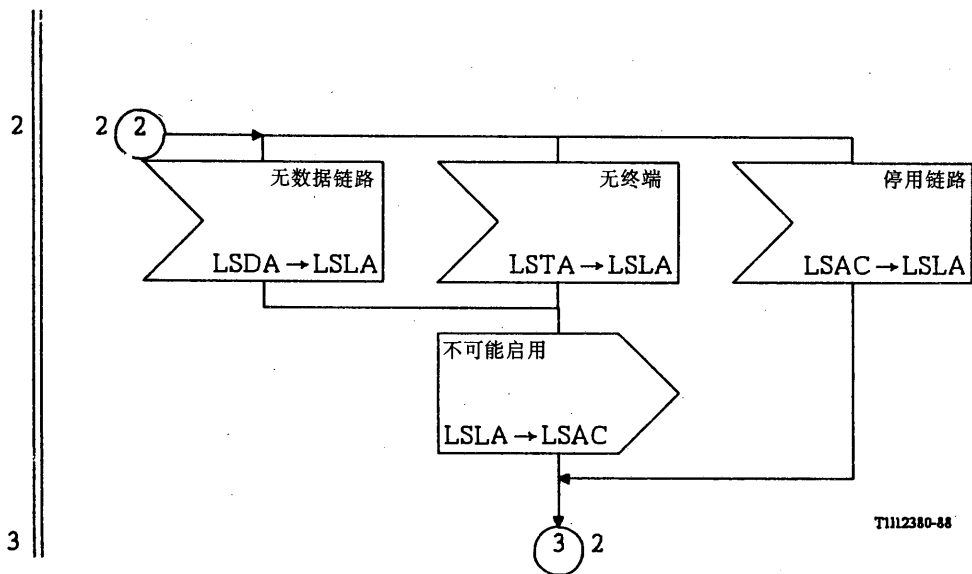 2
2
2
无数据链路
LSDA→LSLA
无终端
LSTA→LSLA
停用链路
LSAC→LSLA
不可能启用
LSLA→LSAC
3
2
T1112380-88
3